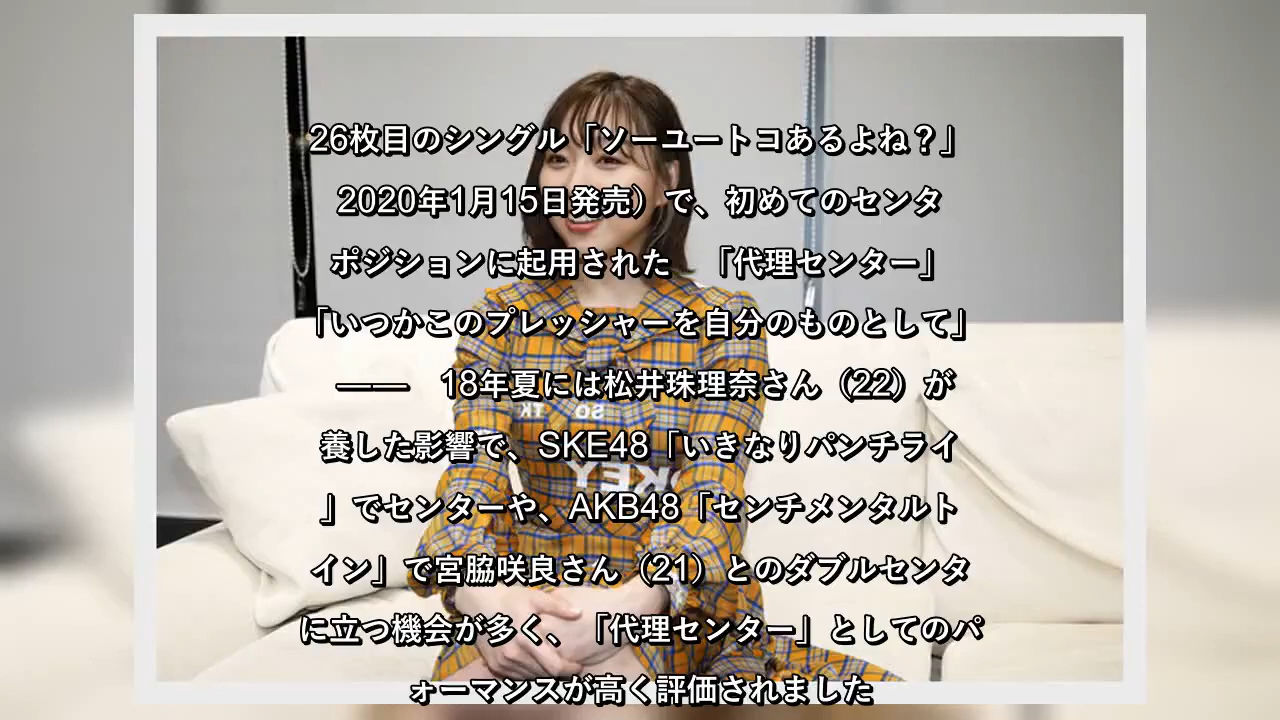 26枚目のシングル「ソーユートコあるよね？」
2020年1月15日発売）で、初めてのセンタ
ポジションに起用された　「代理センター」
「いつかこのプレッシャーを自分のものとして」
――　18年夏には松井珠理奈さん（22）が
養した影響で、SKE48「いきなりパンチライ
」でセンターや、AKB48「センチメンタルト
イン」で宮脇咲良さん（21）とのダブルセンタ
に立つ機会が多く、「代理センター」としてのパ
ォーマンスが高く評価されました